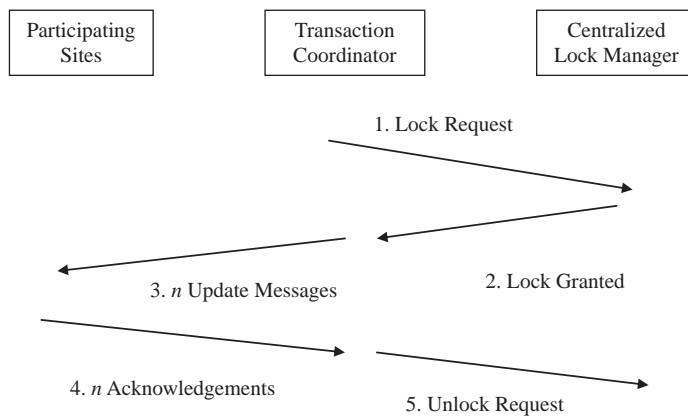 Participating
Sites
Transaction
Coordinator
Centralized
Lock Manager
1. Lock Request
2. Lock Granted
3. n Update Messages
4. n Acknowledgements
5. Unlock Request